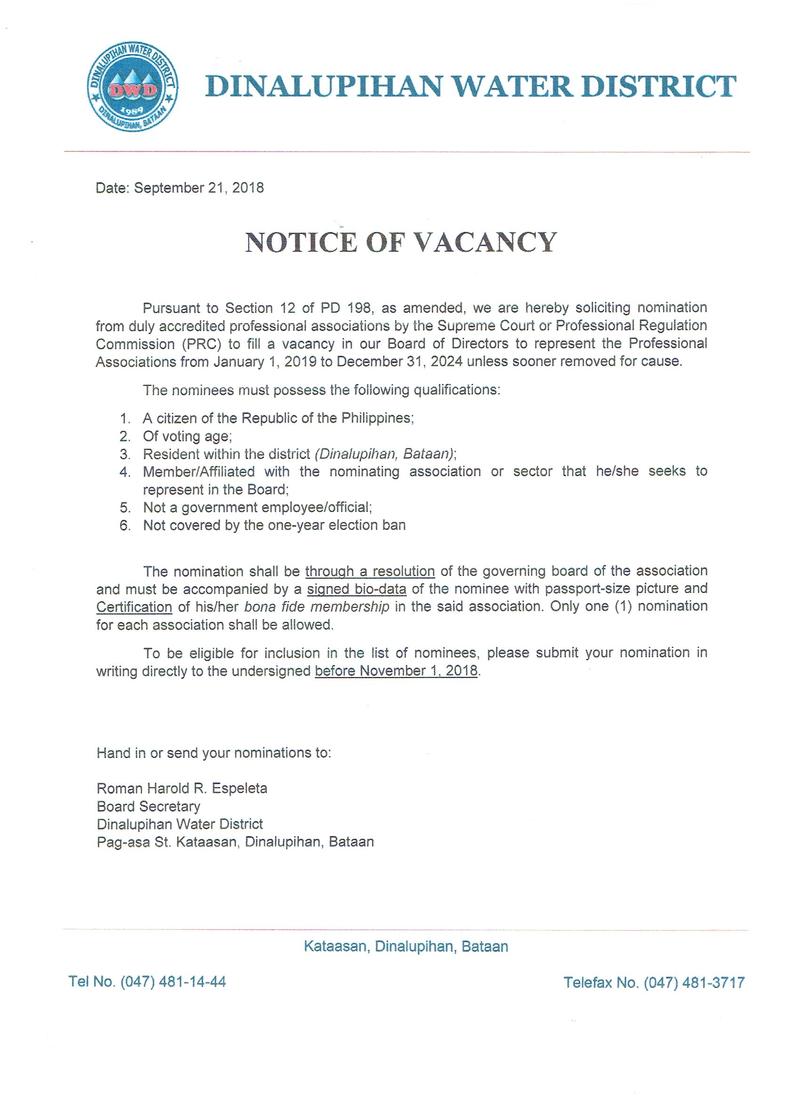 DINALUPIHAN WATER DISTRICT
DWD
1989
DINALUPIHAN, BATAAN
DINALUPIHAN WATER DISTRICT
Date: September 21, 2018
NOTICE OF VACANCY
Pursuant to Section 12 of PD 198, as amended, we are hereby soliciting nomination
from duly accredited professional associations by the Supreme Court or Professional Regulation
Commission (PRC) to fill a vacancy in our Board of Directors to represent the Professional
Associations from January 1, 2019 to December 31, 2024 unless sooner removed for cause.
The nominees must possess the following qualifications:
1. A citizen of the Republic of the Philippines;
2. Of voting age;
3. Resident within the district (Dinalupihan, Bataan);
4. Member/Affiliated with the nominating association or sector that he/she seeks to
represent in the Board;
5. Not a government employee/official;
6. Not covered by the one-year election ban
The nomination shall be through a resolution of the governing board of the association
and must be accompanied by a signed bio-data of the nominee with passport-size picture and
Certification of his/her bona fide membership in the said association. Only one (1) nomination
for each association shall be allowed.
To be eligible for inclusion in the list of nominees, please submit your nomination in
writing directly to the undersigned before November 1, 2018.
Hand in or send your nominations to:
Roman Harold R. Espeleta
Board Secretary
Dinalupihan Water District
Pag-asa St. Kataasan, Dinalupihan, Bataan
Kataasan, Dinalupihan, Bataan
Tel No. (047) 481-14-44
Telefax No. (047) 481-3717